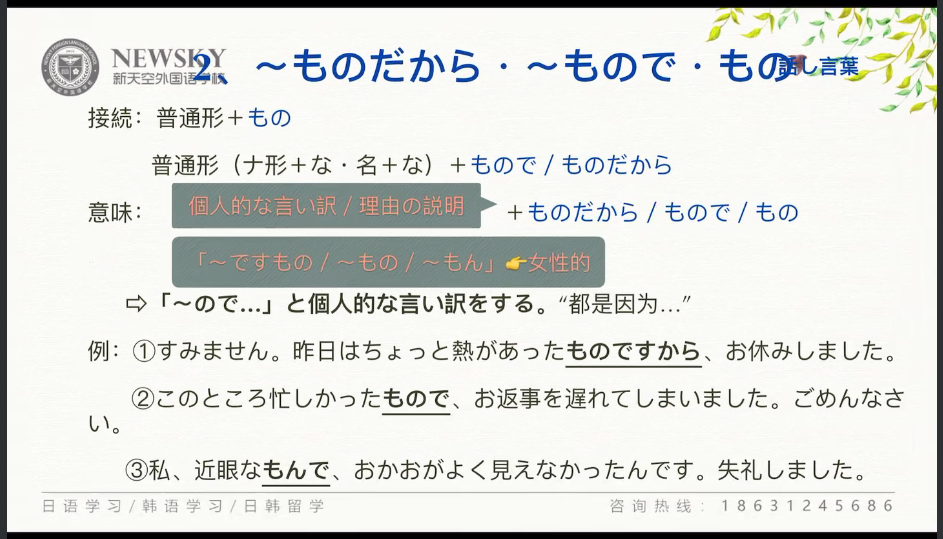 NEWSKY
新天空外国语学校
2、 ～ものだから・～もので・もの
話し言葉
接続：普通形＋もの
普通形（ナ形＋な・名＋な）＋もので / ものだから
意味：
個人的な言い訳 / 理由の説明
＋ものだから / もので / もの
「～ですもの / ～もの / ～もん」👉女性的
⇨「～ので…」と個人的な言い訳をする。“都是因为…”
例：①すみません。昨日はちょっと熱があったものですから、お休みしました。
②このところ忙しかったもので、お返事を遅れてしまいました。ごめんなさ
い。
③私、近眼なもんで、おかおがよく見えなかったんです。失礼しました。
日语学习/韩语学习/日韩留学
咨询热线：18631245686